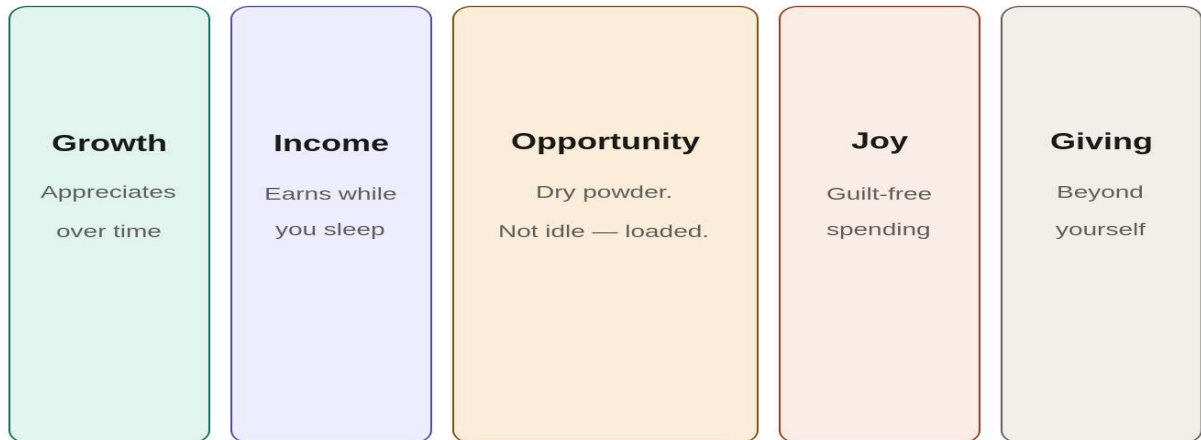 Growth
Appreciates
over time
Income
Earns while
you sleep
Opportunity
Dry powder.
Not idle — loaded.
Joy
Guilt-free
spending
Giving
Beyond
yourself